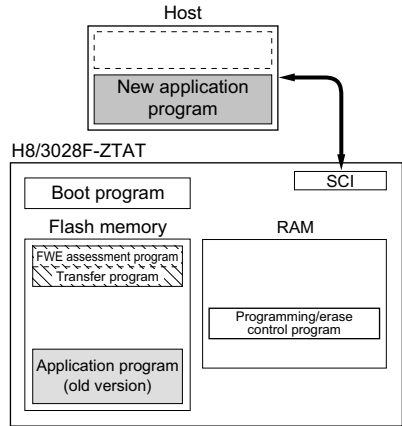 Host
New application
program
H8/3028F-ZTAT
SCI
Boot program
Flash memory
RAM
FWE assessment program
Transfer program
Programming/erase
control program
Application program
(old version)